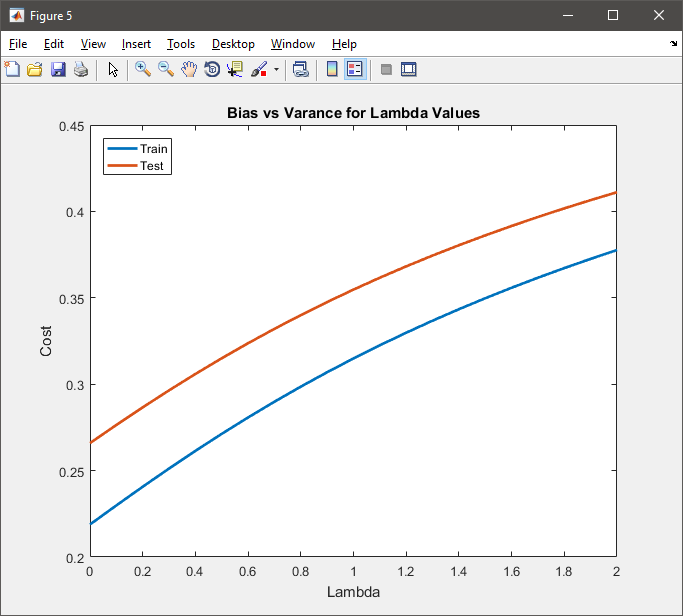 Figure 5
File Edit View Insert Tools Desktop Window Help
Bias vs Varance for Lambda Values
Train
Test
0.45
0.4
0.35
0.3
0.25
0.2
Cost
0 0.2 0.4 0.6 0.8 1 1.2 1.4 1.6 1.8 2
Lambda